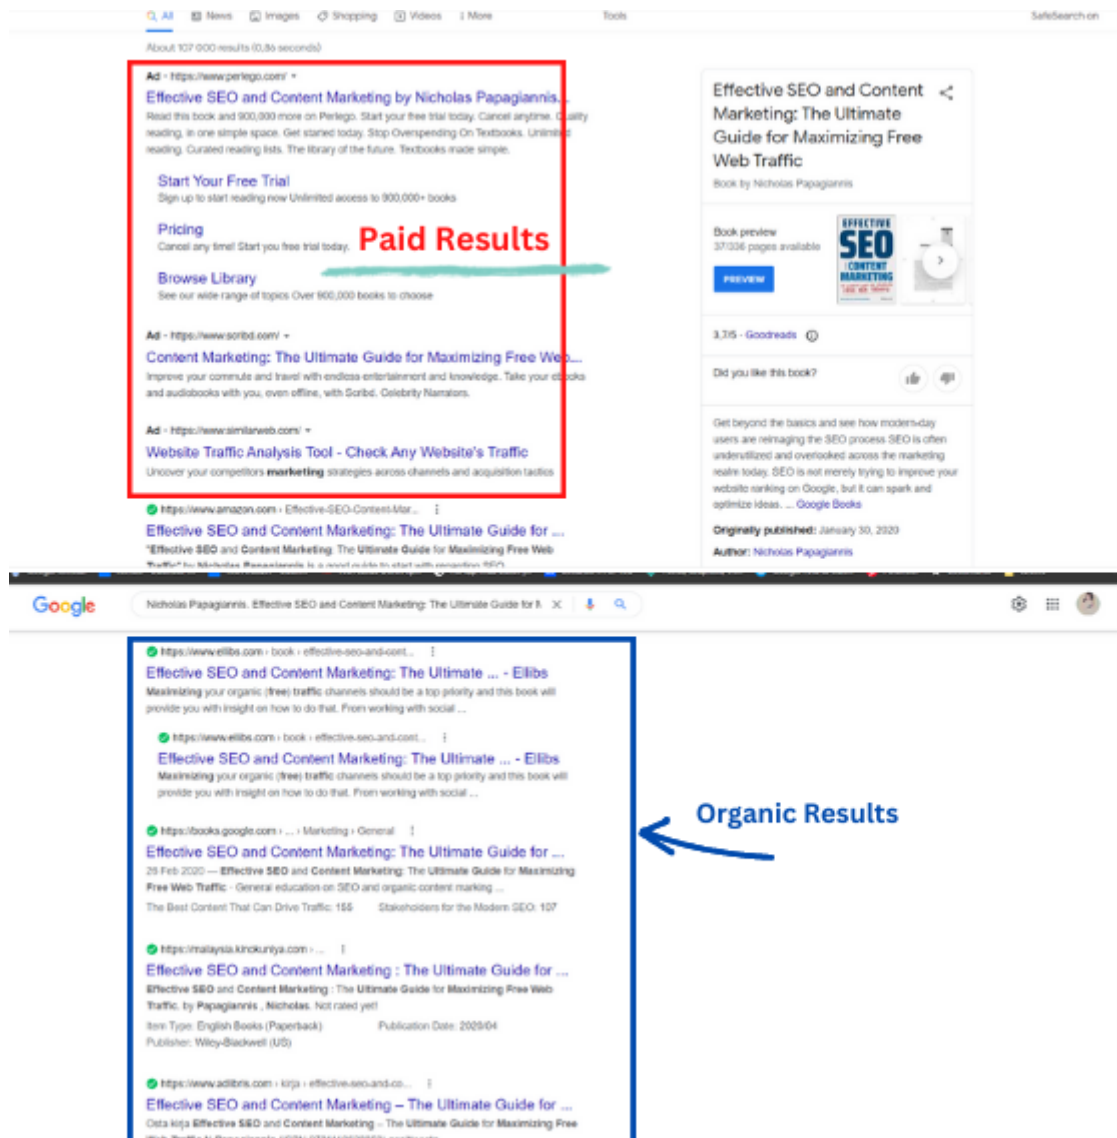 All News Images Shopping Videos More Tools SafeSearch on
About 107 000 results (0,86 seconds)
Ad · https://www.perlego.com/
Effective SEO and Content Marketing by Nicholas Papagiannis...
Read this book and 900,000 more on Perlego. Start your free trial today. Cancel anytime. Quality
reading, in one simple space. Get started today. Stop Overspending On Textbooks. Unlimited
reading. Curated reading lists. The library of the future. Textbooks made simple.
Start Your Free Trial
Sign up to start reading now Unlimited access to 900,000+ books
Pricing
Cancel any time! Start you free trial today.
Paid Results
Browse Library
See our wide range of topics Over 900,000 books to choose
Ad · https://www.scribd.com/
Content Marketing: The Ultimate Guide for Maximizing Free Web...
Improve your commute and travel with endless entertainment and knowledge. Take your ebooks
and audiobooks with you, even offline, with Scribd. Celebrity Narrators.
Ad · https://www.similarweb.com/
Website Traffic Analysis Tool - Check Any Website's Traffic
Uncover your competitors marketing strategies across channels and acquisition tactics
https://www.amazon.com › Effective-SEO-Content-Mar...
Effective SEO and Content Marketing: The Ultimate Guide for ...
"Effective SEO and Content Marketing: The Ultimate Guide for Maximizing Free Web
Traffic" by Nicholas Papagiannis is a good guide to start with regarding SEO
Effective SEO and Content
Marketing: The Ultimate
Guide for Maximizing Free
Web Traffic
Book by Nicholas Papagiannis
Book preview
37/336 pages available
PREVIEW
EFFECTIVE
SEO
CONTENT
MARKETING
3,7/5 · Goodreads
Did you like this book?
Get beyond the basics and see how modern-day
users are reimaging the SEO process SEO is often
underutilized and overlooked across the marketing
realm today. SEO is not merely trying to improve your
website ranking on Google, but it can spark and
optimize ideas. ... Google Books
Originally published: January 30, 2020
Author: Nicholas Papagiannis
Google
Nicholas Papagiannis. Effective SEO and Content Marketing: The Ultimate Guide for M
https://www.ellibs.com › book › effective-seo-and-cont...
Effective SEO and Content Marketing: The Ultimate ... - Ellibs
Maximizing your organic (free) traffic channels should be a top priority and this book will
provide you with insight on how to do that. From working with social ...
https://www.ellibs.com › book › effective-seo-and-cont...
Effective SEO and Content Marketing: The Ultimate ... - Ellibs
Maximizing your organic (free) traffic channels should be a top priority and this book will
provide you with insight on how to do that. From working with social ...
Organic Results
https://books.google.com › ... › Marketing › General
Effective SEO and Content Marketing: The Ultimate Guide for ...
28 Feb 2020 — Effective SEO and Content Marketing: The Ultimate Guide for Maximizing
Free Web Traffic - General education on SEO and organic content marking ...
The Best Content That Can Drive Traffic: 155 Stakeholders for the Modern SEO: 107
https://malaysia.kinokuniya.com › ...
Effective SEO and Content Marketing : The Ultimate Guide for ...
Effective SEO and Content Marketing : The Ultimate Guide for Maximizing Free Web
Traffic. by Papagiannis , Nicholas. Not rated yet!
Item Type: English Books (Paperback) Publication Date: 2020/04
Publisher: Wiley-Blackwell (US)
https://www.adlibris.com › kirja › effective-seo-and-co...
Effective SEO and Content Marketing – The Ultimate Guide for ...
Osta kirja Effective SEO and Content Marketing – The Ultimate Guide for Maximizing Free